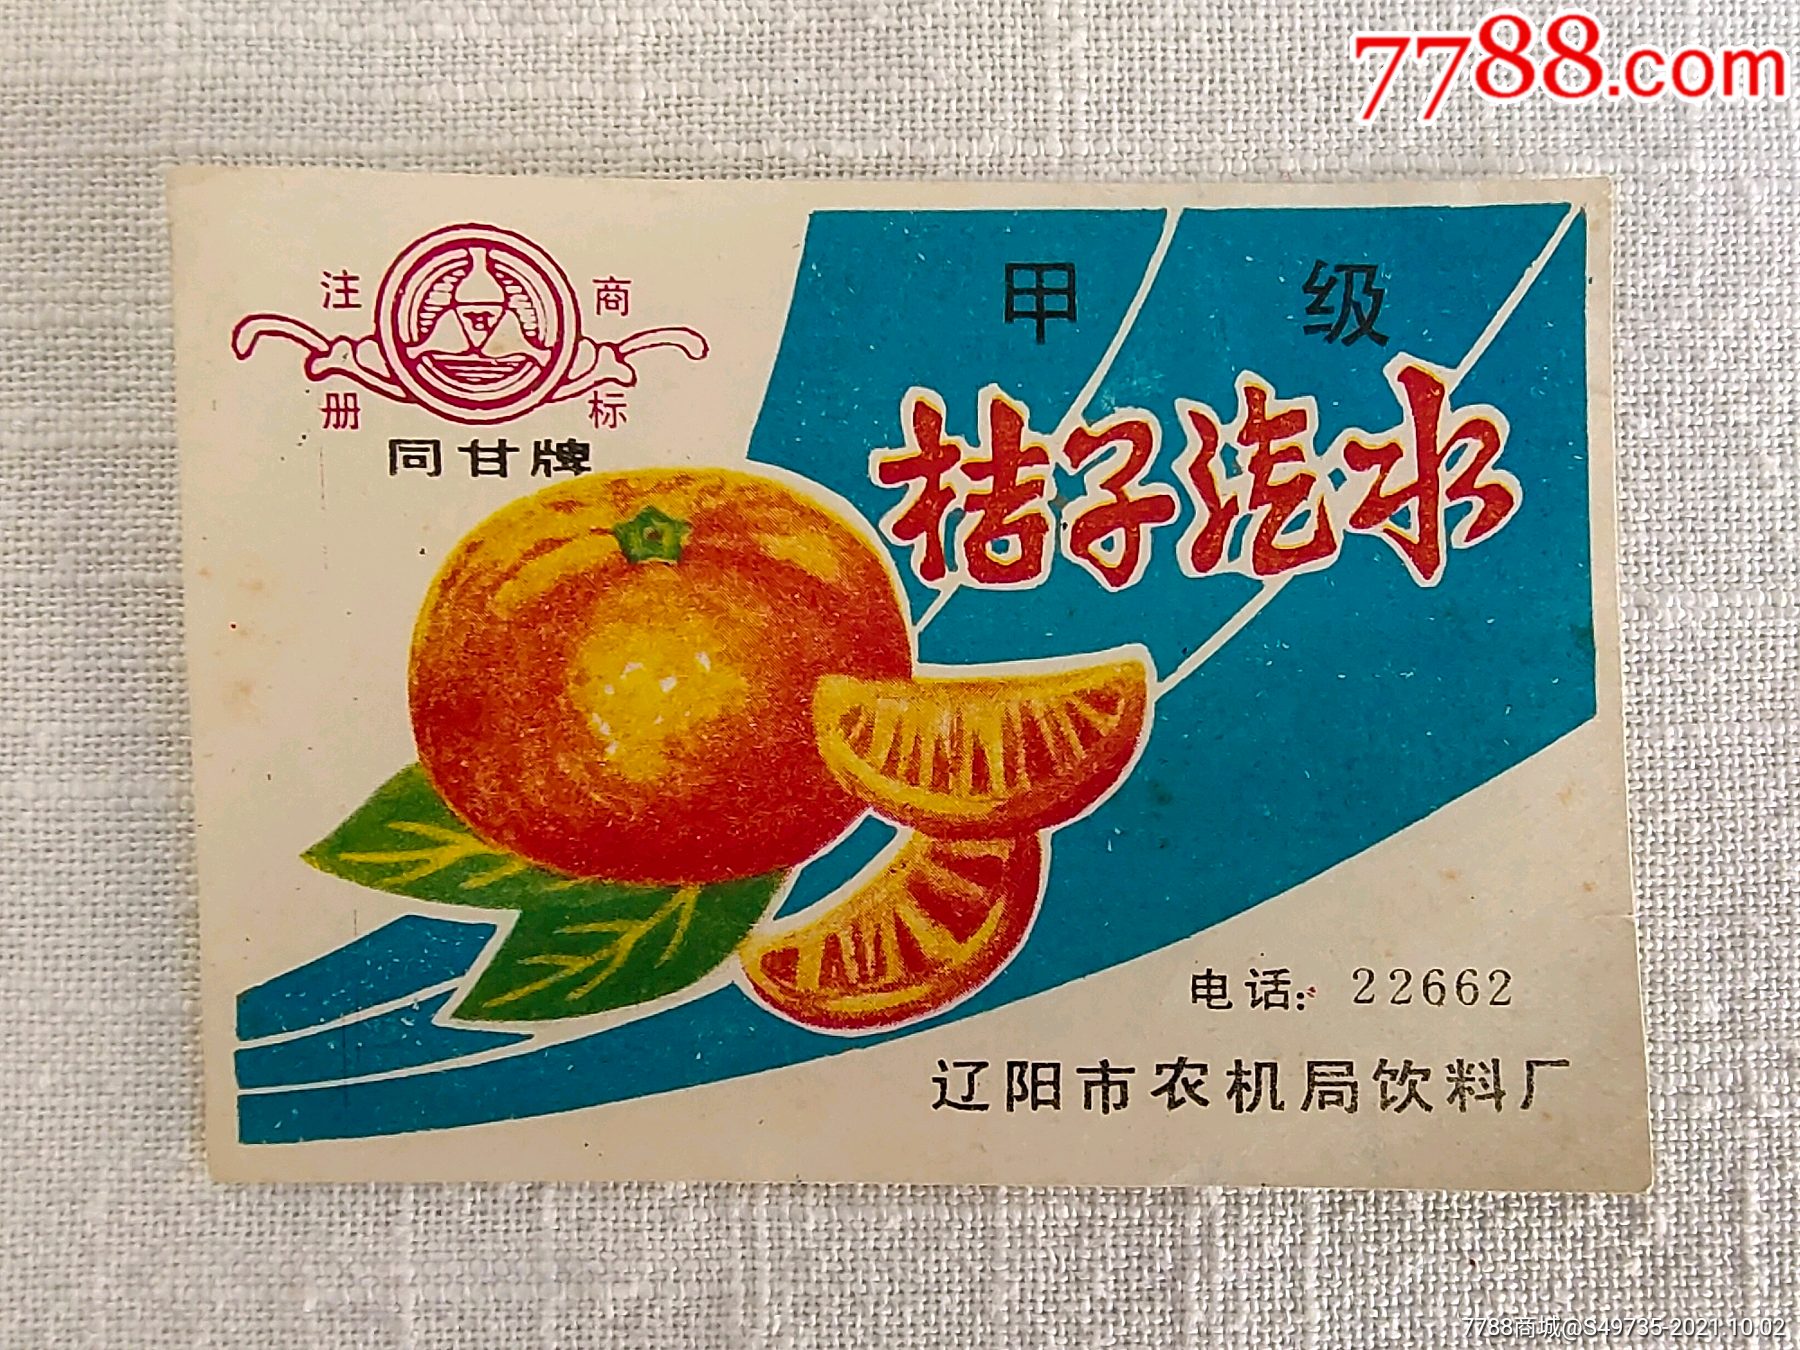 7788.com
甲级
桔子汽水
注册商标
甘
同甘牌
电话：22662
辽阳市农机局饮料厂
7788商城@S49735-2021.10.02